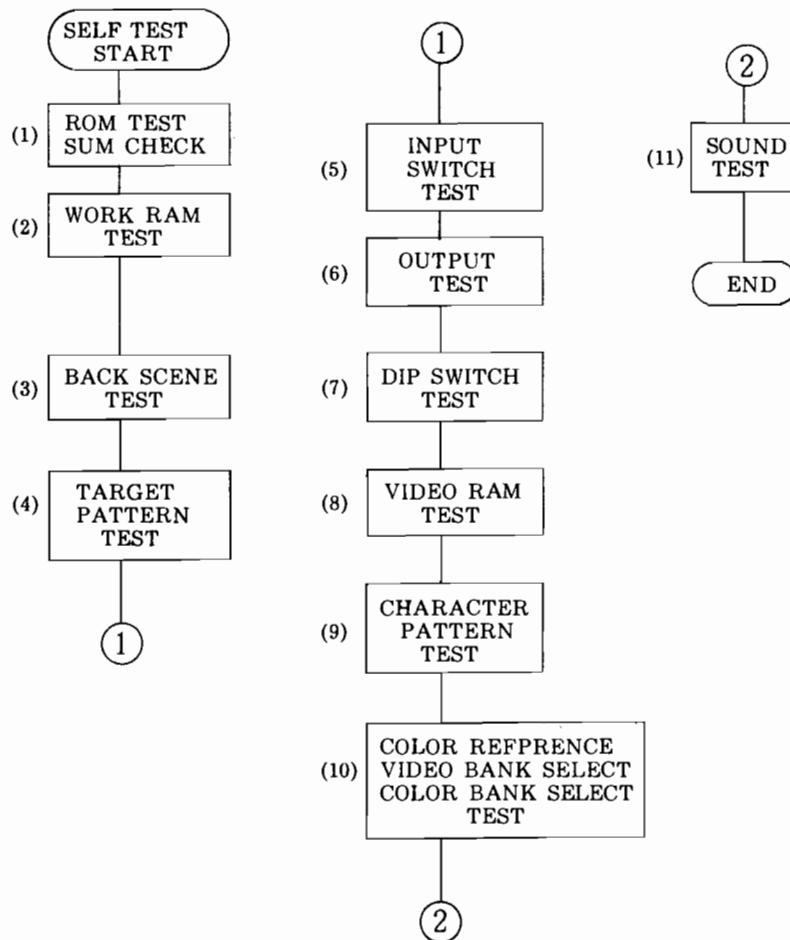 SELF TEST
START
(1)
ROM TEST
SUM CHECK
(2)
WORK RAM
TEST
(3)
BACK SCENE
TEST
(4)
TARGET
PATTERN
TEST
1
1
(5)
INPUT
SWITCH
TEST
(6)
OUTPUT
TEST
(7)
DIP SWITCH
TEST
(8)
VIDEO RAM
TEST
(9)
CHARACTER
PATTERN
TEST
(10)
COLOR REFPRENCE
VIDEO BANK SELECT
COLOR BANK SELECT
TEST
2
2
(11)
SOUND
TEST
END